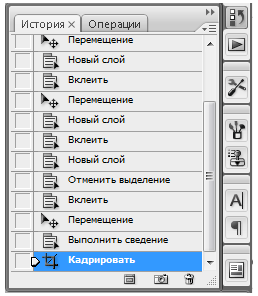 История × Операции
Перемещение
Новый слой
Вклеить
Перемещение
Новый слой
Вклеить
Новый слой
Отменить выделение
Вклеить
Перемещение
Выполнить сведение
Кадрировать